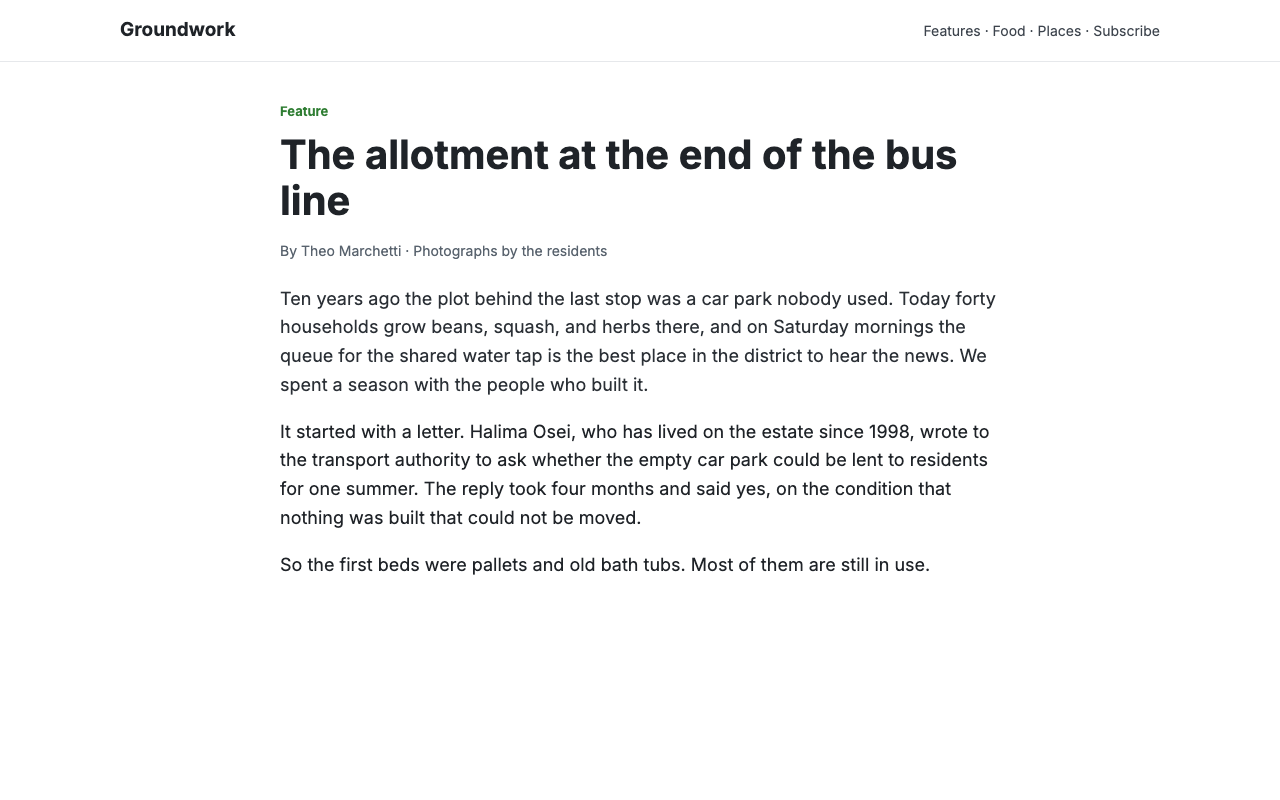 Groundwork
Features · Food · Places · Subscribe
Feature
The allotment at the end of the bus
line
By Theo Marchetti · Photographs by the residents
Ten years ago the plot behind the last stop was a car park nobody used. Today forty
households grow beans, squash, and herbs there, and on Saturday mornings the
queue for the shared water tap is the best place in the district to hear the news. We
spent a season with the people who built it.
It started with a letter. Halima Osei, who has lived on the estate since 1998, wrote to
the transport authority to ask whether the empty car park could be lent to residents
for one summer. The reply took four months and said yes, on the condition that
nothing was built that could not be moved.
So the first beds were pallets and old bath tubs. Most of them are still in use.